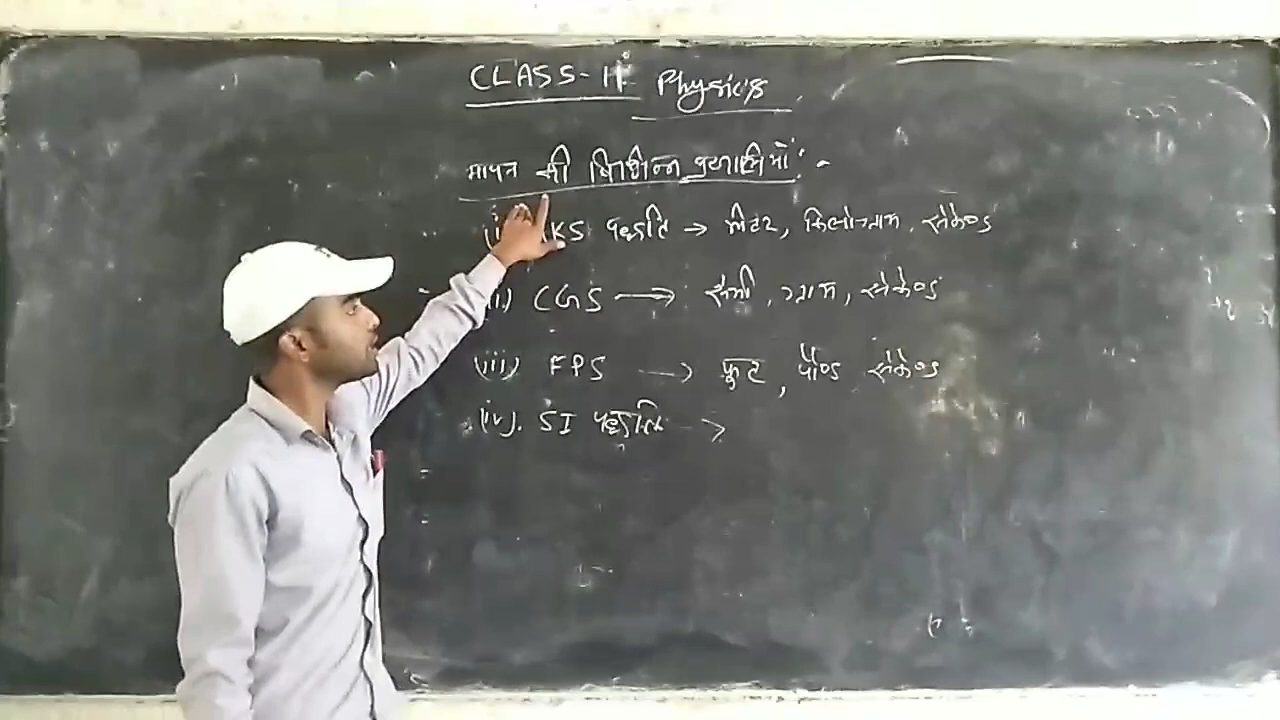 CLASS-11 Physics
मापन की विभिन्न प्रणालियाँ :-
(i) KS पद्धति → मीटर, किलोग्राम, सेकेण्ड
(ii) CGS → सेमी, ग्राम, सेकेण्ड
(iii) FPS → फुट, पौण्ड सेकेण्ड
(iv). SI पद्धति →